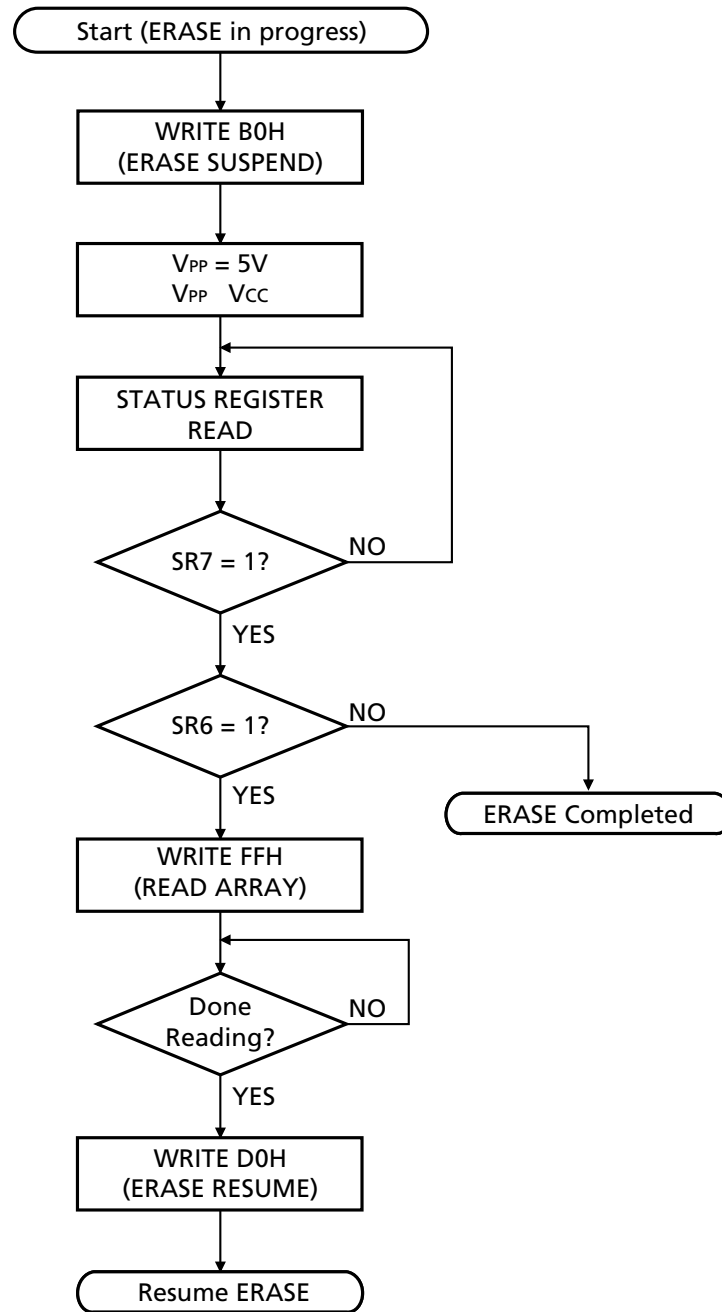 Start (ERASE in progress)
WRITE B0H
(ERASE SUSPEND)
VPP = 5V
VPP VCC
STATUS REGISTER
READ
SR7 = 1?
NO
YES
SR6 = 1?
NO
YES
ERASE Completed
WRITE FFH
(READ ARRAY)
Done
Reading?
NO
YES
WRITE D0H
(ERASE RESUME)
Resume ERASE